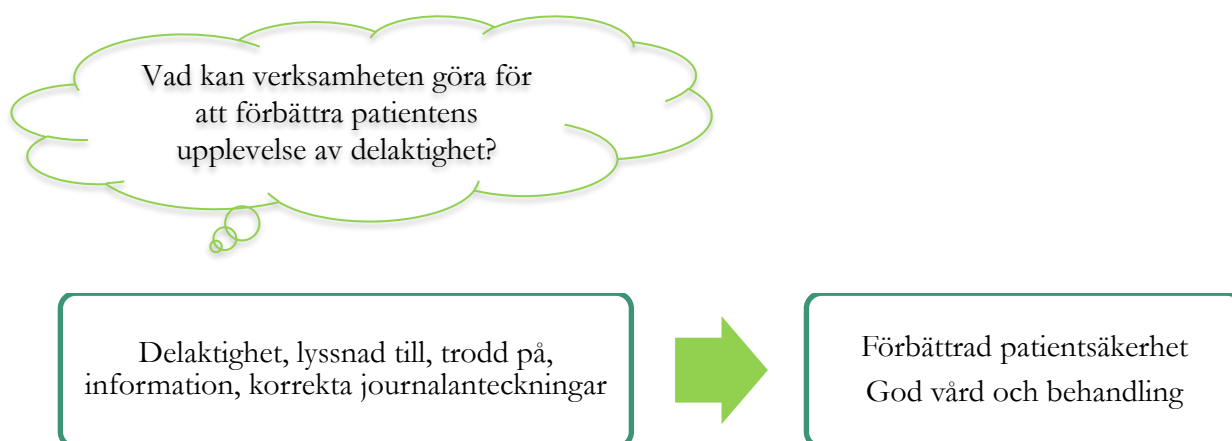 Vad kan verksamheten göra för
att förbättra patientens
upplevelse av delaktighet?
Delaktighet, lyssnad till, trodd på,
information, korrekta journalanteckningar
Förbättrad patientsäkerhet
God vård och behandling